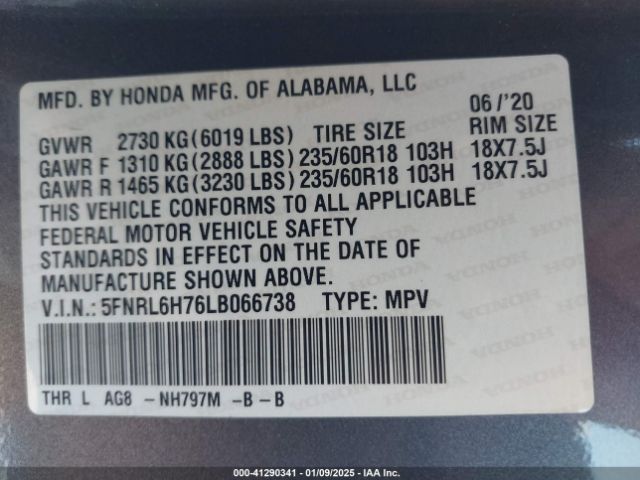 MFD. BY HONDA MFG. OF ALABAMA, LLC
06/'20
GVWR 2730 KG (6019 LBS) TIRE SIZE RIM SIZE
GAWR F 1310 KG (2888 LBS) 235/60R18 103H 18X7.5J
GAWR R 1465 KG (3230 LBS) 235/60R18 103H 18X7.5J
THIS VEHICLE CONFORMS TO ALL APPLICABLE
FEDERAL MOTOR VEHICLE SAFETY
STANDARDS IN EFFECT ON THE DATE OF
MANUFACTURE SHOWN ABOVE.
V.I.N.: 5FNRL6H76LB066738 TYPE: MPV
THR L AG8 - NH797M - B - B
000-41290341 | 01/09/2025 | IAA Inc.